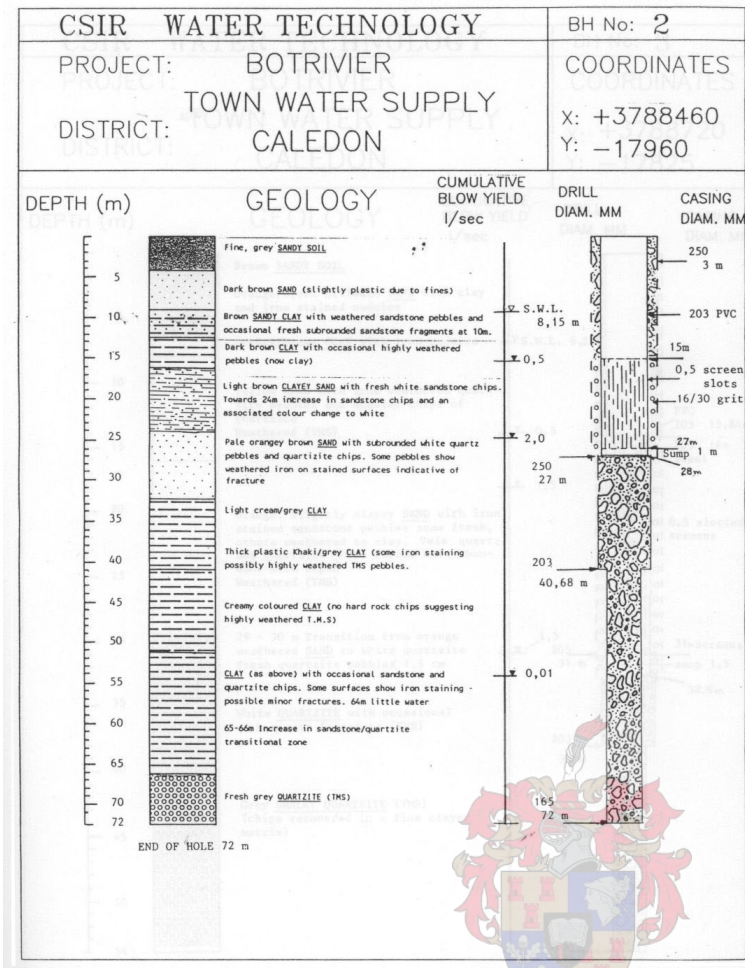 CSIR WATER TECHNOLOGY
BH No: 2
PROJECT: BOTRIVIER
TOWN WATER SUPPLY
DISTRICT: CALEDON
COORDINATES
X: +3788460
Y: −17960
DEPTH (m)
GEOLOGY
CUMULATIVE
BLOW YIELD
l/sec
DRILL
DIAM. MM
CASING
DIAM. MM
5
10
15
20
25
30
35
40
45
50
55
60
65
70
72
Fine, grey SANDY SOIL
Dark brown SAND (slightly plastic due to fines)
Brown SANDY CLAY with weathered sandstone pebbles and
occasional fresh subrounded sandstone fragments at 10m.
Dark brown CLAY with occasional highly weathered
pebbles (now clay)
Light brown CLAYEY SAND with fresh white sandstone chips.
Towards 24m increase in sandstone chips and an
associated colour change to white
Pale orangey brown SAND with subrounded white quartz
pebbles and quartzite chips. Some pebbles show
weathered iron on stained surfaces indicative of
fracture
Light cream/grey CLAY
Thick plastic Khaki/grey CLAY (some iron staining
possibly highly weathered TMS pebbles.
Creamy coloured CLAY (no hard rock chips suggesting
highly weathered T.M.S)
CLAY (as above) with occasional sandstone and
quartzite chips. Some surfaces show iron staining -
possible minor fractures. 64m little water
65-66m Increase in sandstone/quartzite
transitional zone
Fresh grey QUARTZITE (TMS)
END OF HOLE 72 m
S.W.L.
8,15 m
0,5
2,0
0,01
250
27 m
203
40,68 m
165
72 m
250
3 m
203 PVC
15m
0,5 screen
slots
16/30 grit
27m
Sump 1 m
28m